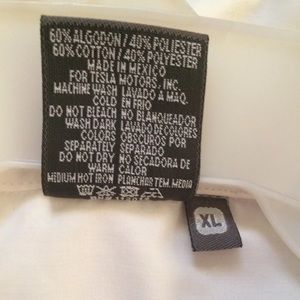 60% ALGODON / 40% POLIESTER
60% COTTON / 40% POLYESTER
MADE IN MEXICO
FOR TESLA MOTORS, INC.
MACHINE WASH LAVADO A MAQ.
COLD EN FRIO
DO NOT BLEACH NO BLANQUEADOR
WASH DARK LAVADO DE COLORES
COLORS OBSCUROS POR
SEPARATELY SEPARADO
DO NOT DRY NO SECADORA DE
WARM CALOR
MEDIUM HOT IRON PLANCHAR TEM. MEDIA
XL